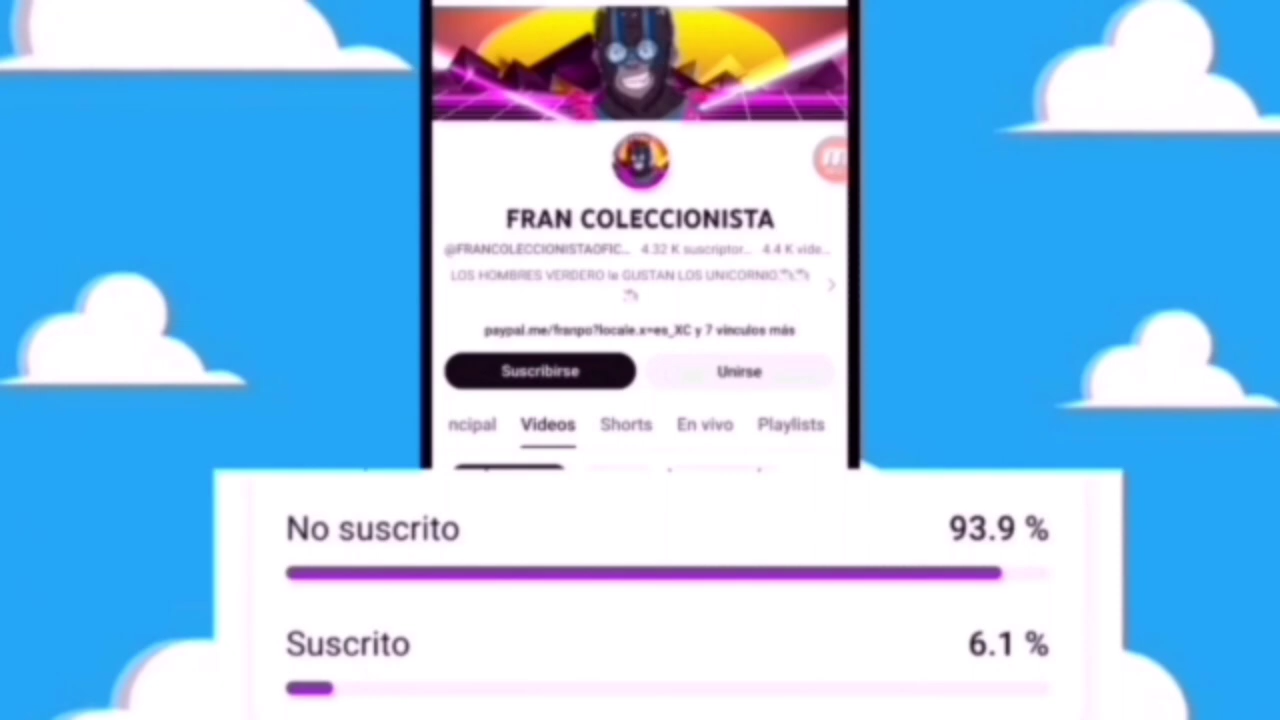 FRAN COLECCIONISTA
@FRANCOLECCIONISTAOFIC... 4.32 K suscriptor... 4.4 K vide...
LOS HOMBRES VERDERO le GUSTAN LOS UNICORNIO
paypal.me/franpo?locale.x=es_XC y 7 vínculos más
Suscribirse Unirse
ncipal Videos Shorts En vivo Playlists
No suscrito 93.9 %
Suscrito 6.1 %